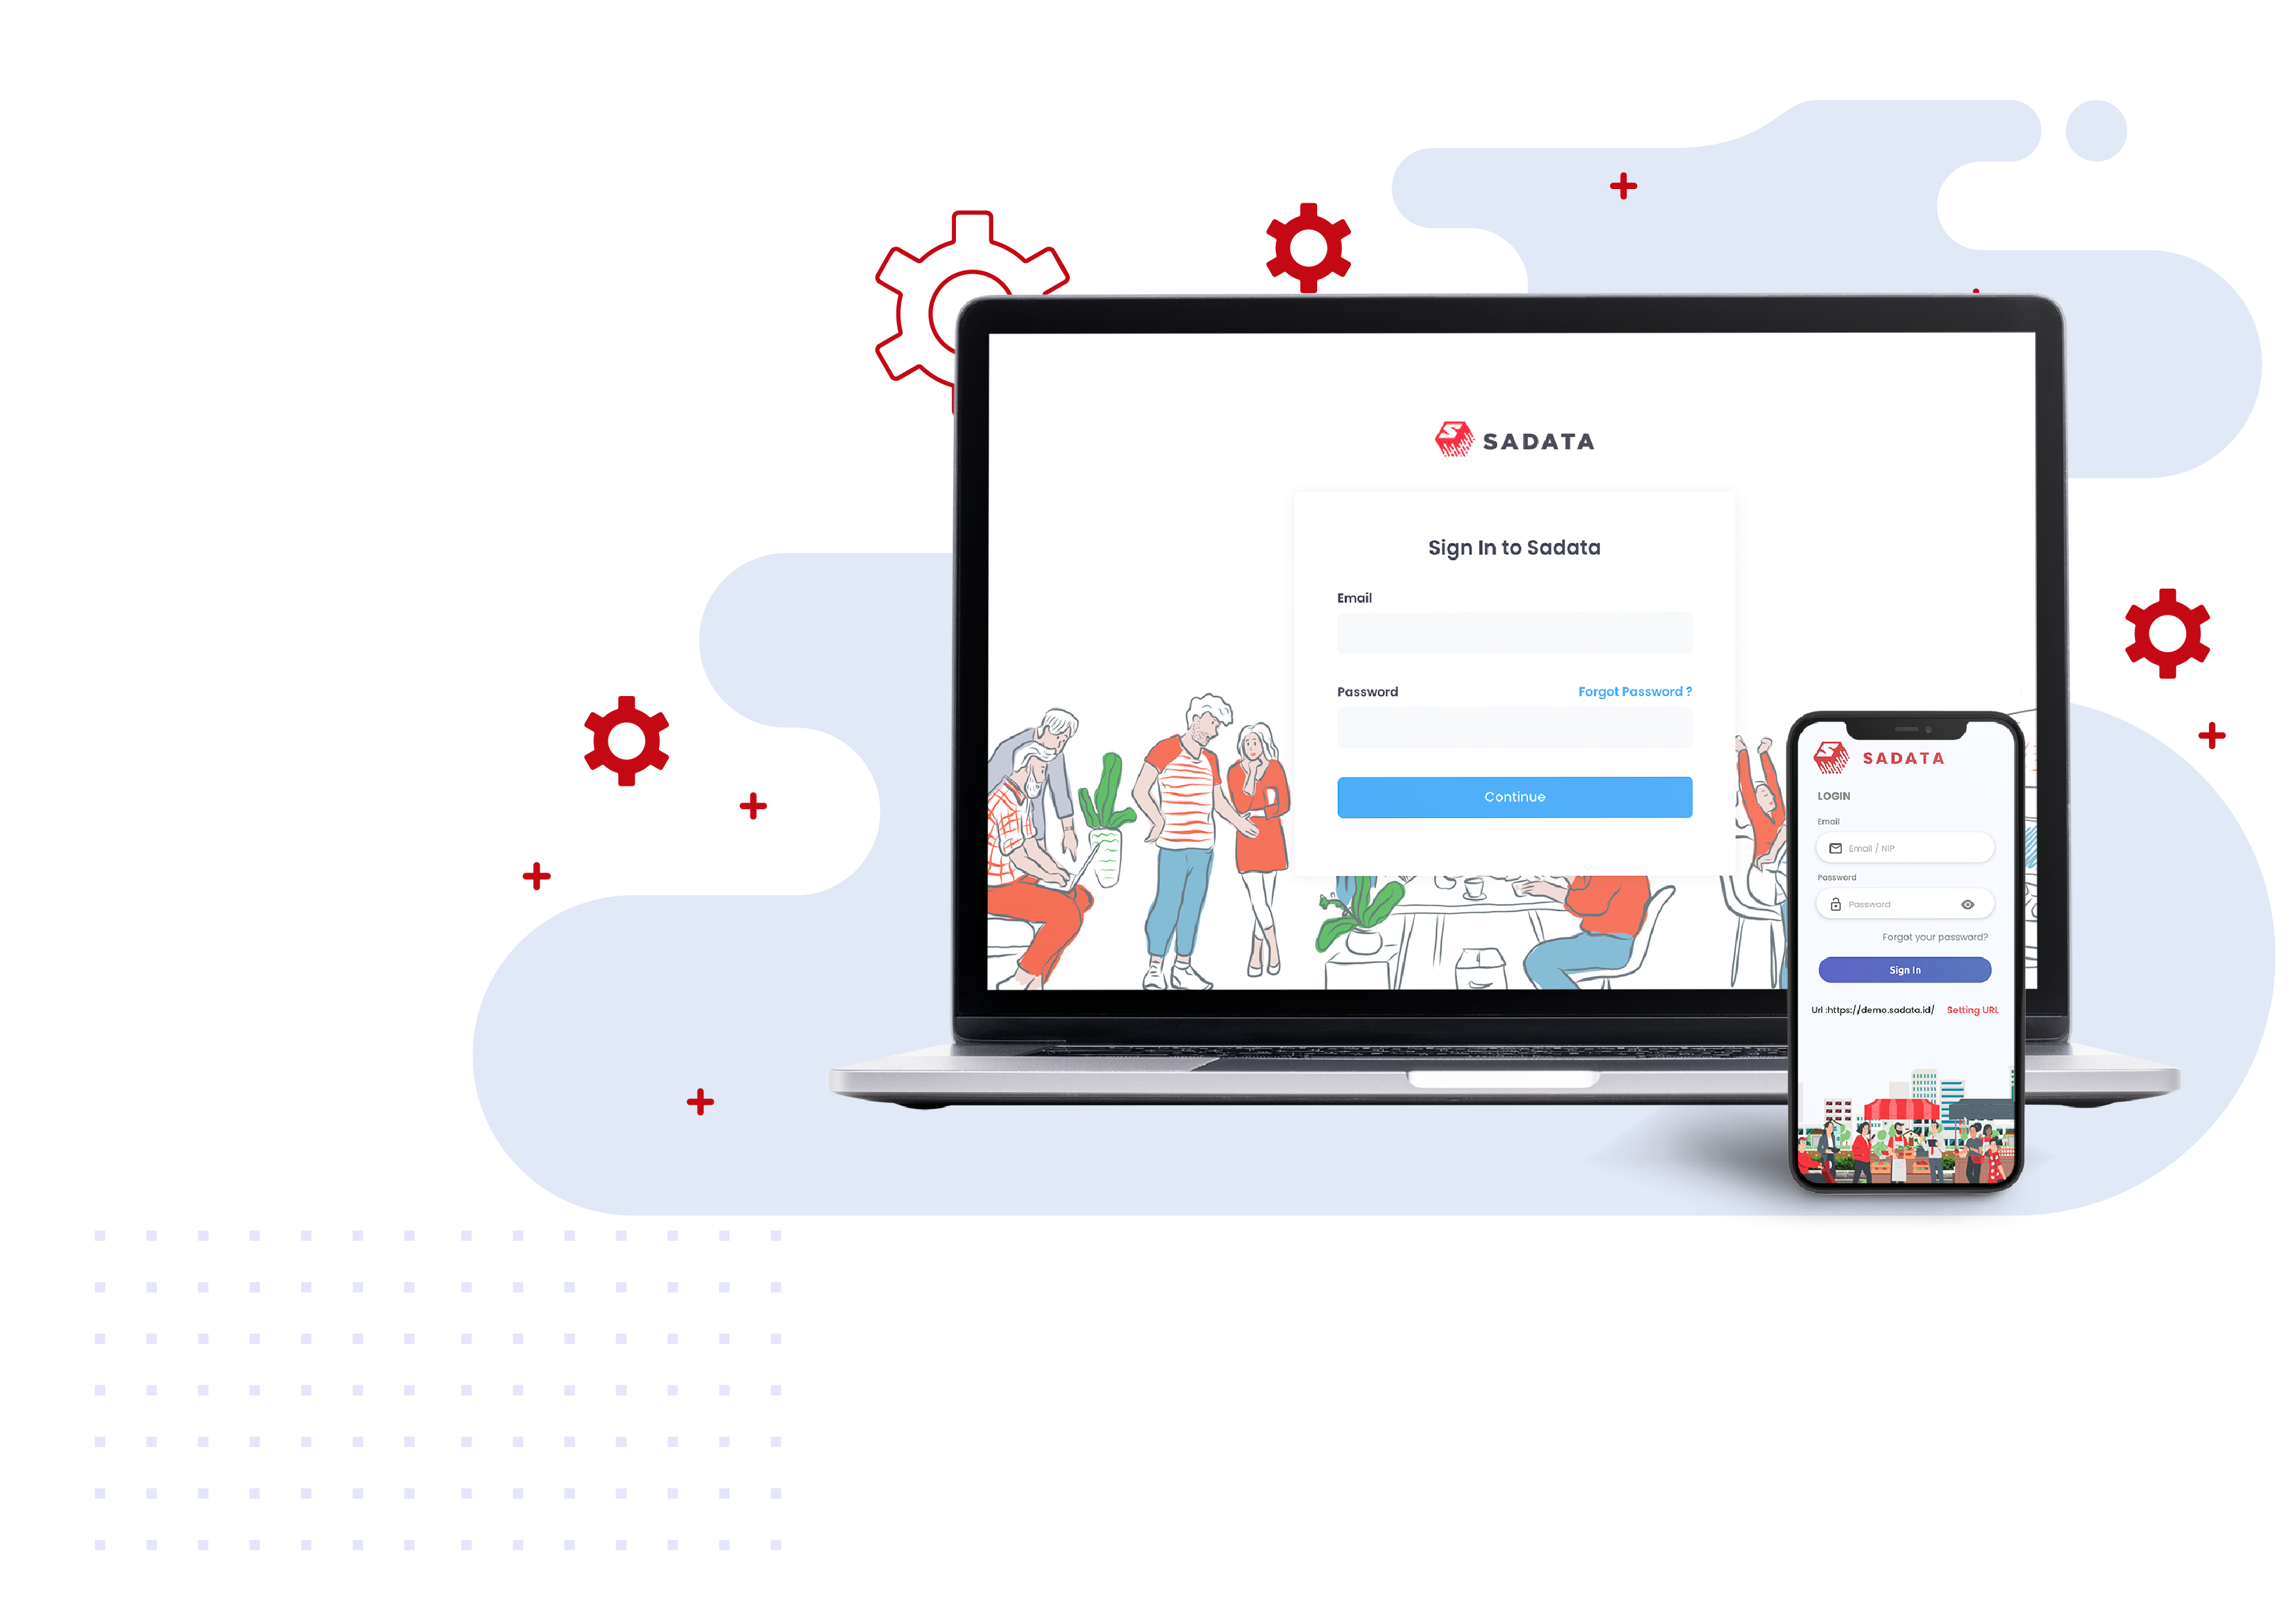 SADATA
Sign In to Sadata
Email
Password Forgot Password ?
Continue
SADATA
LOGIN
Email
Email / NIP
Password
Password
Forgot your password?
Sign In
Url :https://demo.sadata.id/ Setting URL